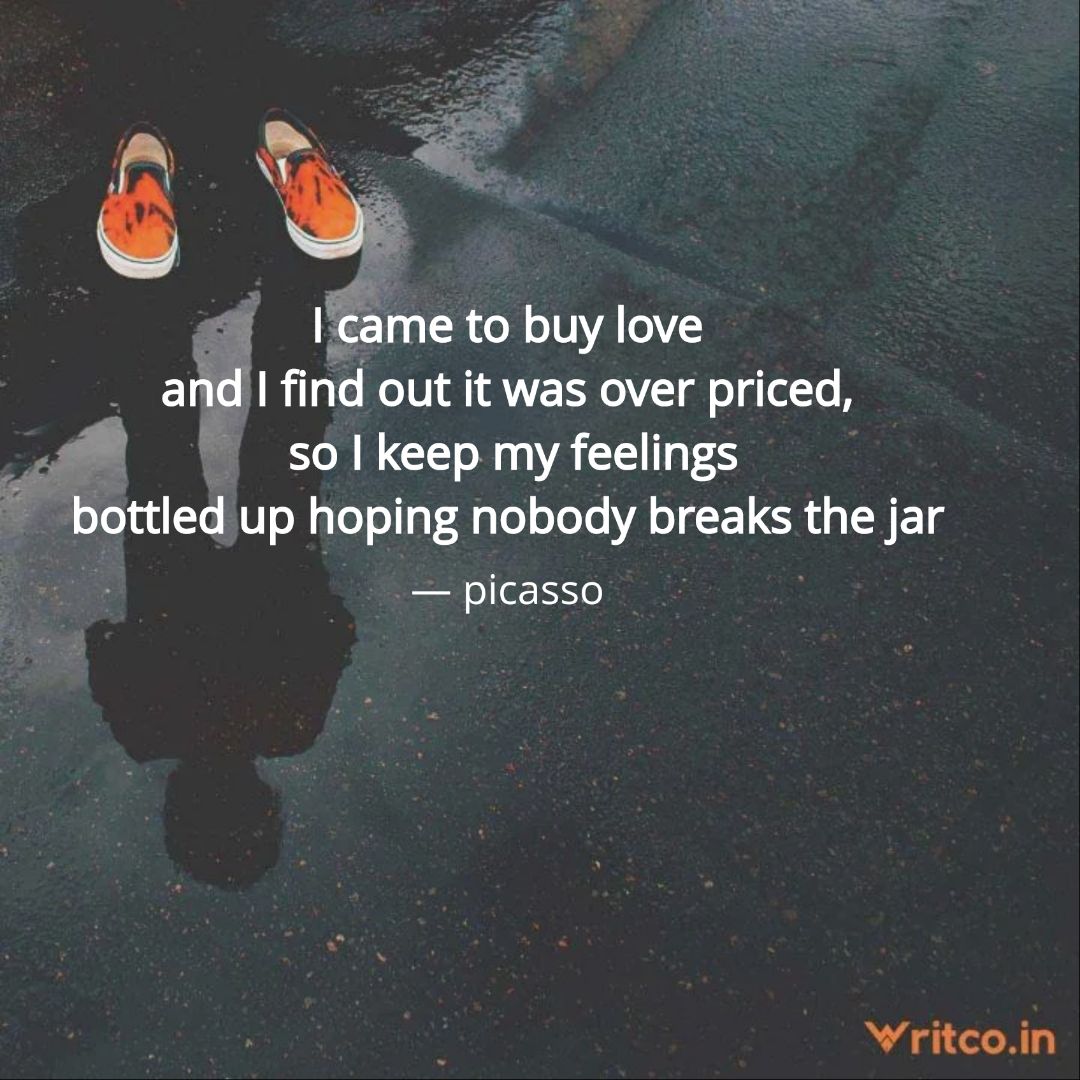 I came to buy love
and I find out it was over priced,
so I keep my feelings
bottled up hoping nobody breaks the jar
— picasso
Writco.in